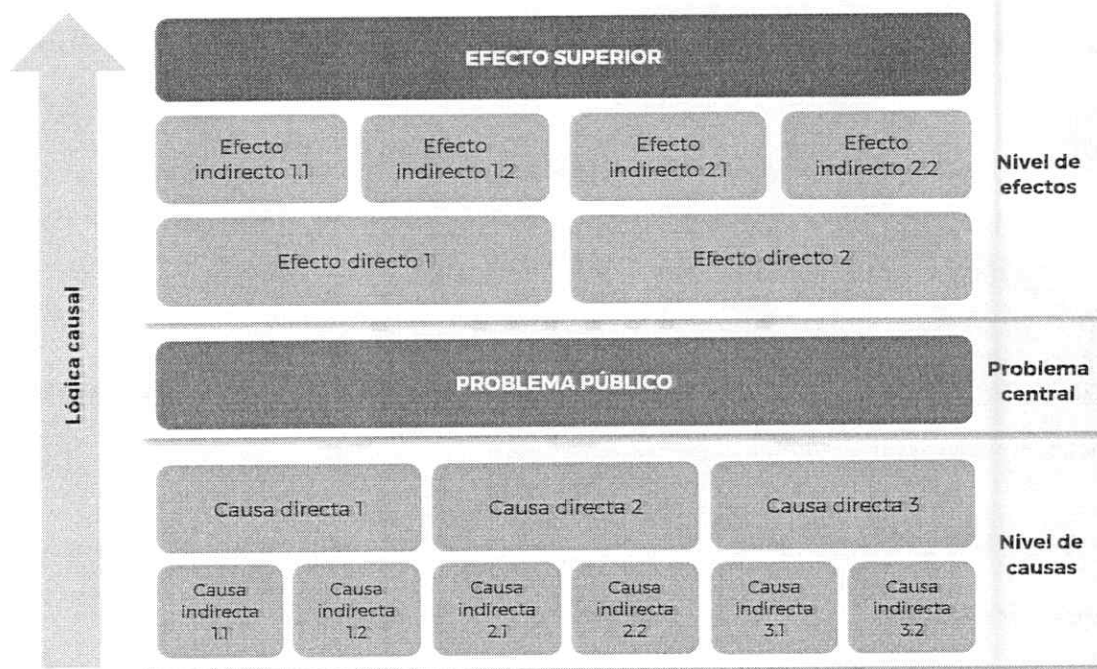 EFECTO SUPERIOR
Efecto
indirecto 1.1
Efecto
indirecto 1.2
Efecto
indirecto 2.1
Efecto
indirecto 2.2
Nivel de
efectos
Efecto directo 1
Efecto directo 2
Lógica causal
PROBLEMA PÚBLICO
Problema
central
Causa directa 1
Causa directa 2
Causa directa 3
Nivel de
causas
Causa
indirecta
1.1
Causa
indirecta
1.2
Causa
indirecta
2.1
Causa
indirecta
2.2
Causa
indirecta
3.1
Causa
indirecta
3.2